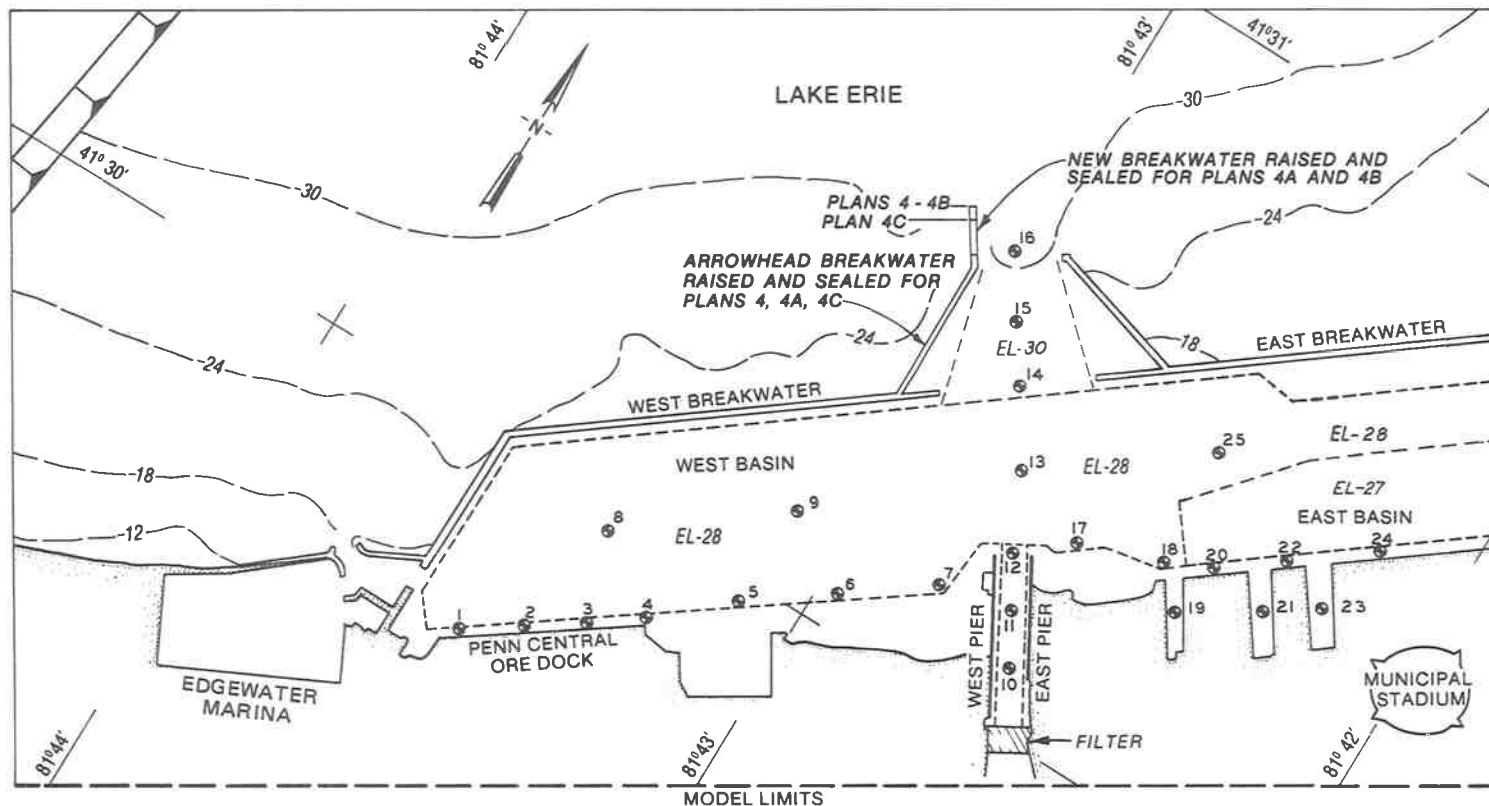 81° 44'
81° 43'
41° 31'
LAKE ERIE
-30
N
41° 30'
-30
NEW BREAKWATER RAISED AND
SEALED FOR PLANS 4A AND 4B
PLANS 4 - 4B
PLAN 4C
-24
16
ARROWHEAD BREAKWATER
RAISED AND SEALED FOR
PLANS 4, 4A, 4C
15
-24
-24
EL-30
-18
EAST BREAKWATER
14
WEST BREAKWATER
25
EL-28
WEST BASIN
13
EL-28
-18
EL-27
9
8
EL-28
EAST BASIN
-12
17
12
18
20
22
24
7
6
5
4
3
2
1
11
19
21
23
PENN CENTRAL
ORE DOCK
WEST PIER
EAST PIER
10
EDGEWATER
MARINA
MUNICIPAL
STADIUM
FILTER
81° 44'
81° 43'
81° 42'
MODEL LIMITS